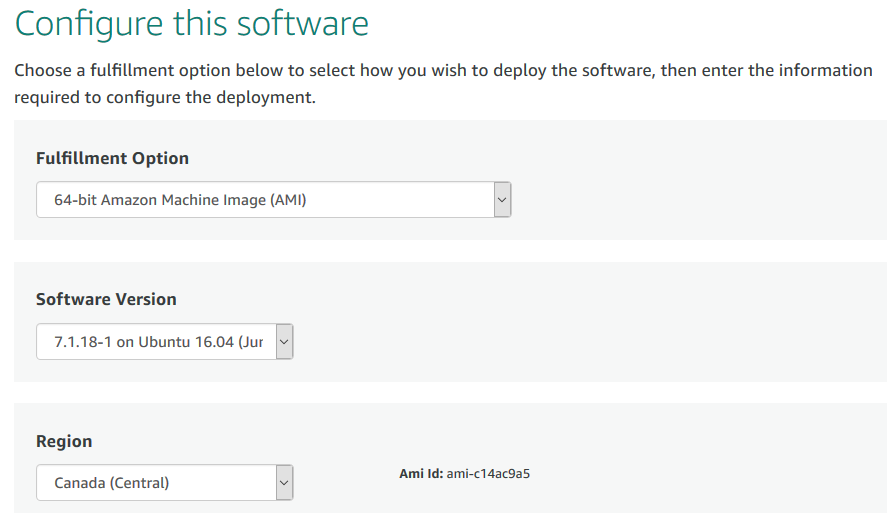 Configure this software
Choose a fulfillment option below to select how you wish to deploy the software, then enter the information
required to configure the deployment.
Fulfillment Option
64-bit Amazon Machine Image (AMI)
Software Version
7.1.18-1 on Ubuntu 16.04 (Jur
Region
Canada (Central)
Ami Id: ami-c14ac9a5